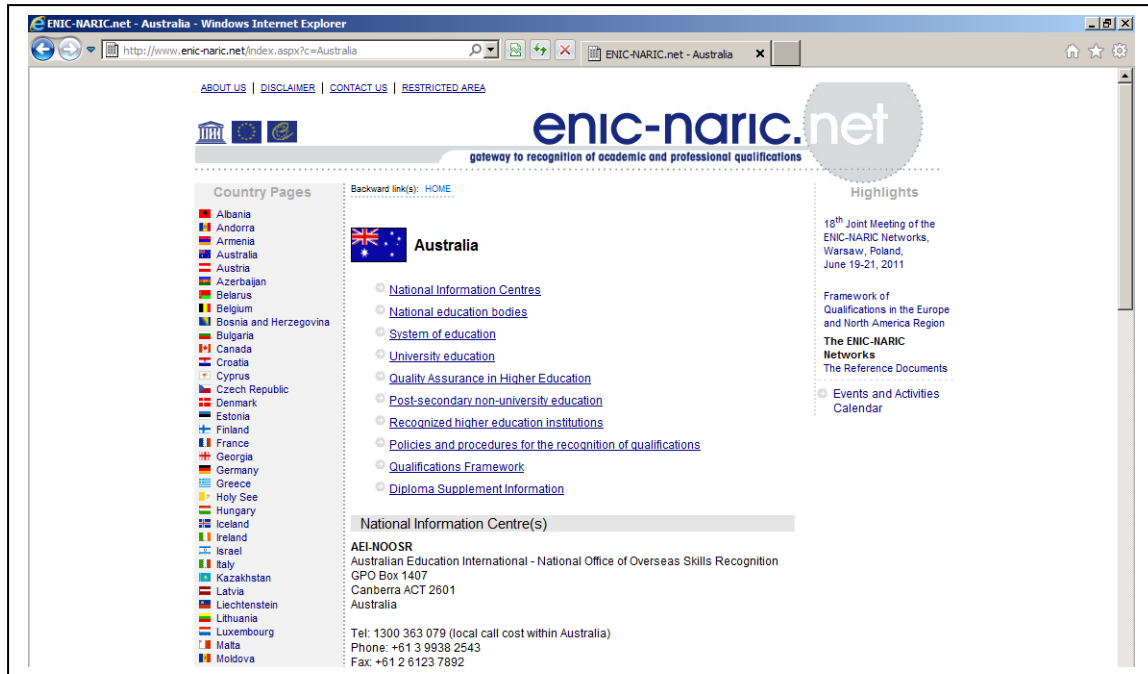 ENIC-NARIC.net - Australia - Windows Internet Explorer
http://www.enic-naric.net/index.aspx?c=Australia
ENIC-NARIC.net - Australia
ABOUT US | DISCLAIMER | CONTACT US | RESTRICTED AREA
enic-naric.net
gateway to recognition of academic and professional qualifications
Country Pages
Albania
Andorra
Armenia
Australia
Austria
Azerbaijan
Belarus
Belgium
Bosnia and Herzegovina
Bulgaria
Canada
Croatia
Cyprus
Czech Republic
Denmark
Estonia
Finland
France
Georgia
Germany
Greece
Holy See
Hungary
Iceland
Ireland
Israel
Italy
Kazakhstan
Latvia
Liechtenstein
Lithuania
Luxembourg
Malta
Moldova
Backward link(s): HOME
Australia
National Information Centres
National education bodies
System of education
University education
Quality Assurance in Higher Education
Post-secondary non-university education
Recognized higher education institutions
Policies and procedures for the recognition of qualifications
Qualifications Framework
Diploma Supplement Information
National Information Centre(s)
AEI-NOOSR
Australian Education International - National Office of Overseas Skills Recognition
GPO Box 1407
Canberra ACT 2601
Australia
Tel: 1300 363 079 (local call cost within Australia)
Phone: +61 3 9938 2543
Fax: +61 2 6123 7892
Highlights
18th Joint Meeting of the
ENIC-NARIC Networks,
Warsaw, Poland,
June 19-21, 2011
Framework of
Qualifications in the Europe
and North America Region
The ENIC-NARIC
Networks
The Reference Documents
Events and Activities
Calendar